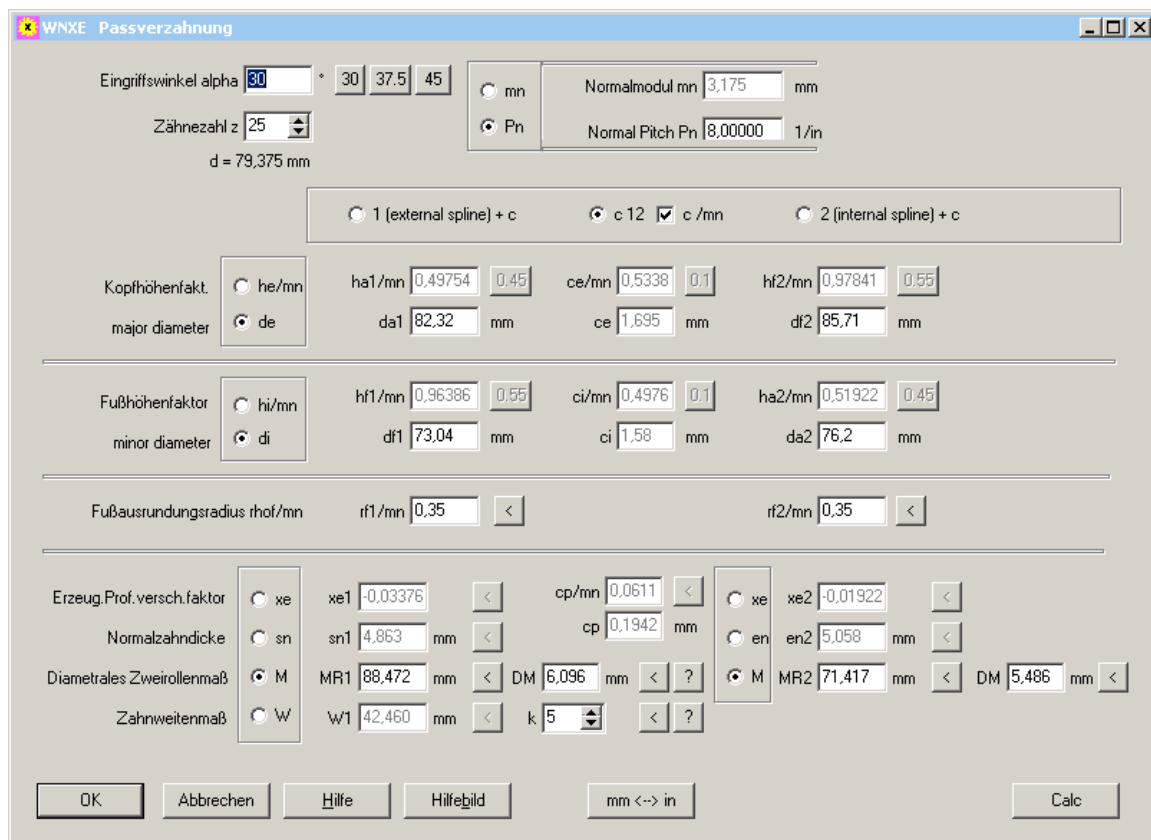 WNXE Passverzahnung
Eingriffswinkel alpha 30 ° 30 37.5 45
mn Normalmodul mn 3,175 mm
Zähnezahl z 25
Pn Normal Pitch Pn 8,00000 1/in
d = 79,375 mm
1 (external spline) + c c 12 c /mn 2 (internal spline) + c
Kopfhöhenfakt. he/mn ha1/mn 0,49754 0.45 ce/mn 0,5338 0.1 hf2/mn 0,97841 0.55
major diameter de da1 82,32 mm ce 1,695 mm df2 85,71 mm
Fußhöhenfaktor hi/mn hf1/mn 0,96386 0.55 ci/mn 0,4976 0.1 ha2/mn 0,51922 0.45
minor diameter di df1 73,04 mm ci 1,58 mm da2 76,2 mm
Fußausrundungsradius rhof/mn rf1/mn 0,35 < rf2/mn 0,35 <
Erzeug.Prof.versch.faktor xe xe1 -0,03376 < cp/mn 0,0611 < xe xe2 -0,01922 <
Normalzahndicke sn sn1 4,863 mm < cp 0,1942 mm en en2 5,058 mm <
Diametrales Zweirollenmaß M MR1 88,472 mm < DM 6,096 mm < ? M MR2 71,417 mm < DM 5,486 mm <
Zahnweitenmaß W W1 42,460 mm < k 5 < ?
OK Abbrechen Hilfe Hilfebild mm <--> in Calc